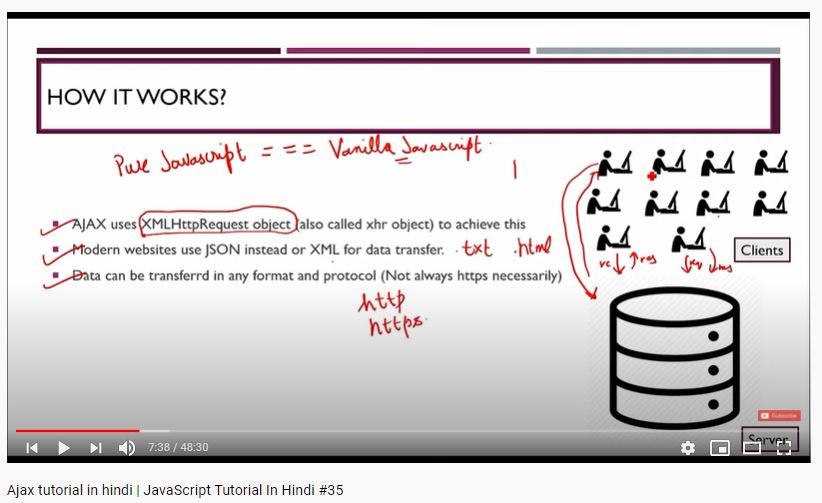 HOW IT WORKS?
Pure Javascript === Vanilla Javascript.
AJAX uses XMLHttpRequest object (also called xhr object) to achieve this
Modern websites use JSON instead or XML for data transfer. .txt .html
Data can be transferrd in any format and protocol (Not always https necessarily)
http
https
Clients
res
Subscribe
Server
7:38 / 48:30
Ajax tutorial in hindi | JavaScript Tutorial In Hindi #35